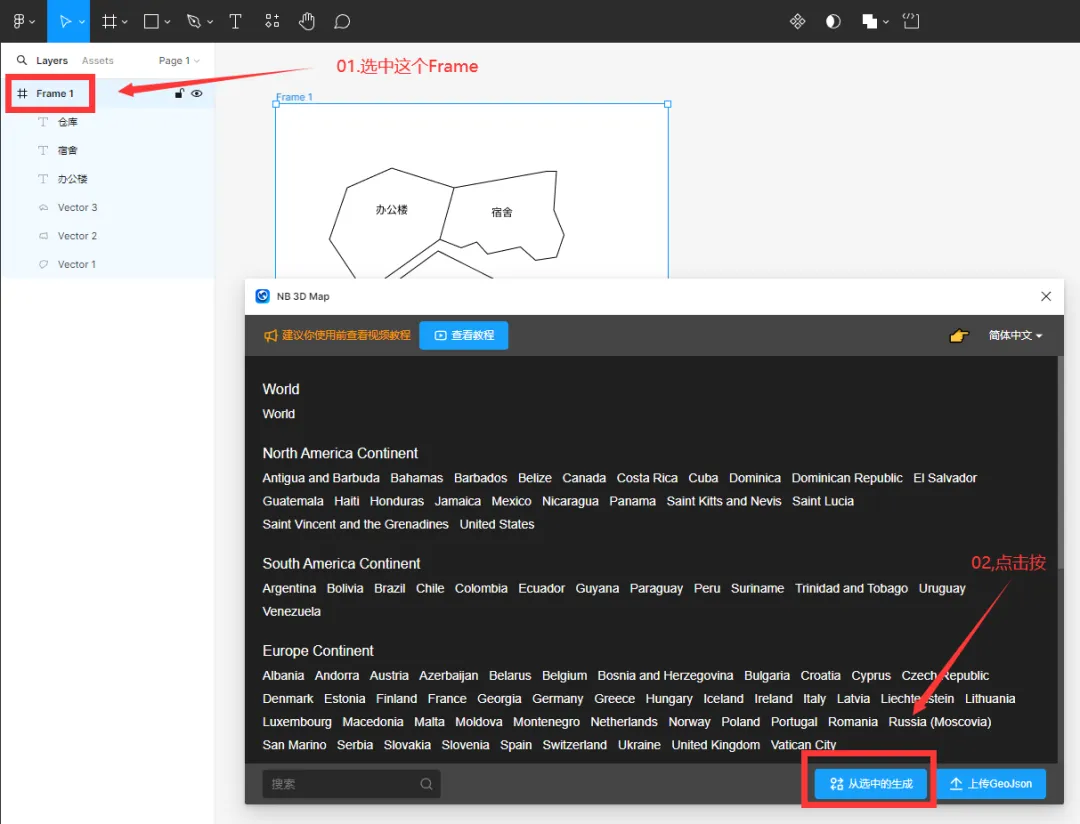 Layers Assets Page 1
01.选中这个Frame
Frame 1
Frame 1
仓库
宿舍
办公楼
Vector 3
Vector 2
Vector 1
办公楼
宿舍
NB 3D Map
建议你使用前查看视频教程 查看教程 简体中文
World
World
North America Continent
Antigua and Barbuda Bahamas Barbados Belize Canada Costa Rica Cuba Dominica Dominican Republic El Salvador
Guatemala Haiti Honduras Jamaica Mexico Nicaragua Panama Saint Kitts and Nevis Saint Lucia
Saint Vincent and the Grenadines United States
South America Continent
02,点击按
Argentina Bolivia Brazil Chile Colombia Ecuador Guyana Paraguay Peru Suriname Trinidad and Tobago Uruguay
Venezuela
Europe Continent
Albania Andorra Austria Azerbaijan Belarus Belgium Bosnia and Herzegovina Bulgaria Croatia Cyprus Czech Republic
Denmark Estonia Finland France Georgia Germany Greece Hungary Iceland Ireland Italy Latvia Liechtenstein Lithuania
Luxembourg Macedonia Malta Moldova Montenegro Netherlands Norway Poland Portugal Romania Russia (Moscovia)
San Marino Serbia Slovakia Slovenia Spain Switzerland Ukraine United Kingdom Vatican City
搜索 从选中的生成 上传GeoJson